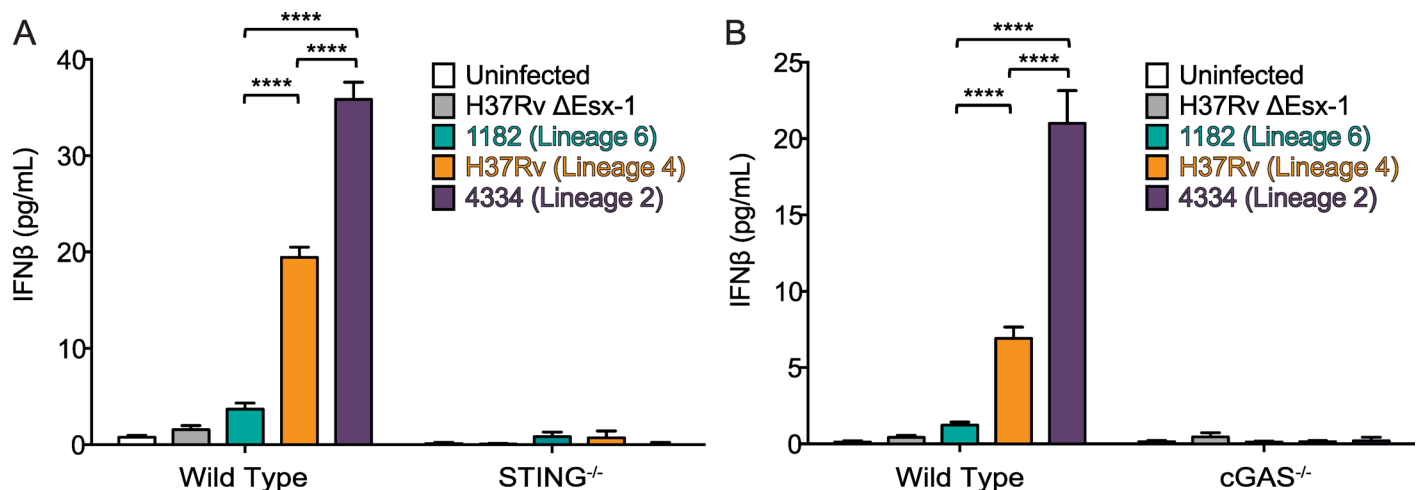 A
IFNβ (pg/mL)
40
30
20
10
0
****
****
****
Uninfected
H37Rv ΔEsx-1
1182 (Lineage 6)
H37Rv (Lineage 4)
4334 (Lineage 2)
Wild Type
STING-/-
B
IFNβ (pg/mL)
25
20
15
10
5
0
****
****
****
Uninfected
H37Rv ΔEsx-1
1182 (Lineage 6)
H37Rv (Lineage 4)
4334 (Lineage 2)
Wild Type
cGAS-/-